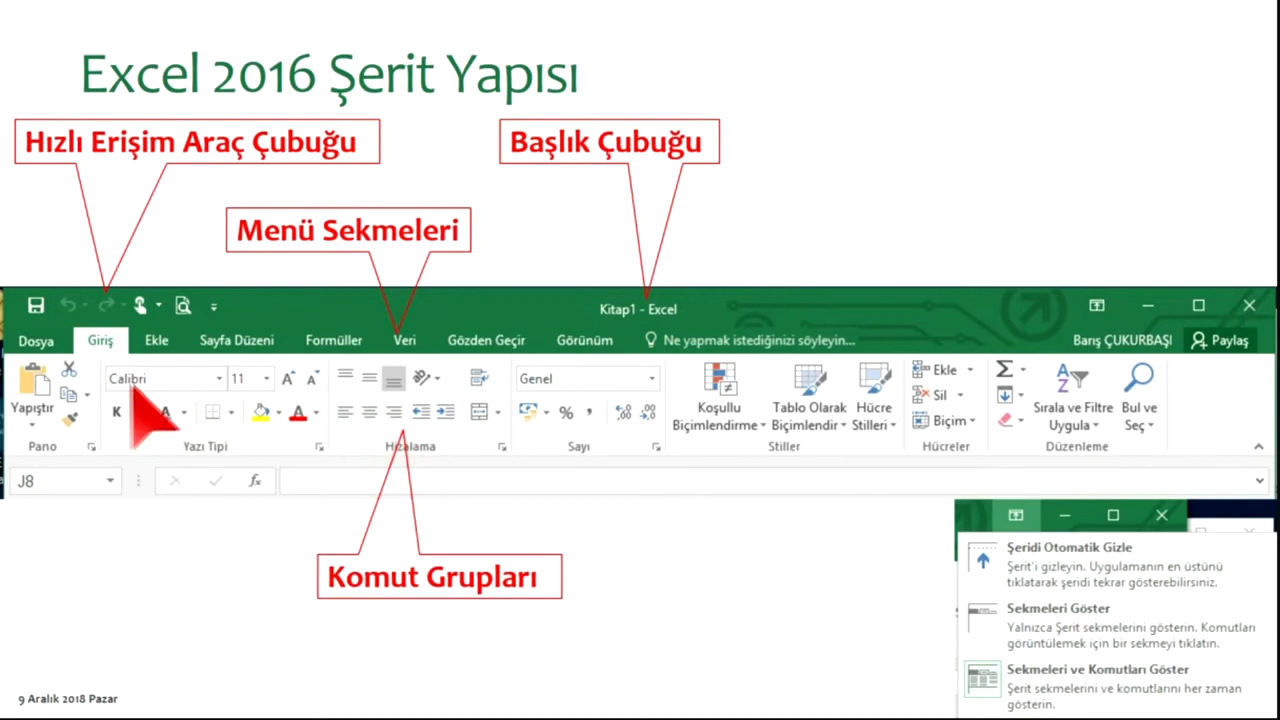 Excel 2016 Şerit Yapısı
Hızlı Erişim Araç Çubuğu
Başlık Çubuğu
Menü Sekmeleri
Kitap1 - Excel
Dosya Giriş Ekle Sayfa Düzeni Formüller Veri Gözden Geçir Görünüm Ne yapmak istediğinizi söyleyin... Barış ÇUKURBAŞI Paylaş
Yapıştır
Calibri 11
K
Genel
%
Koşullu
Biçimlendirme
Tablo Olarak
Biçimlendir
Hücre
Stilleri
Ekle
Sil
Biçim
Sırala ve Filtre
Uygula
Bul ve
Seç
Pano Yazı Tipi Hizalama Sayı Stiller Hücreler Düzenleme
J8 fx
Komut Grupları
Şeridi Otomatik Gizle
Şerit'i gizleyin. Uygulamanın en üstünü
tıklatarak şeridi tekrar gösterebilirsiniz.
Sekmeleri Göster
Yalnızca Şerit sekmelerini gösterin. Komutları
görüntülemek için bir sekmeyi tıklatın.
Sekmeleri ve Komutları Göster
Şerit sekmelerini ve komutlarını her zaman
gösterin.
9 Aralık 2018 Pazar